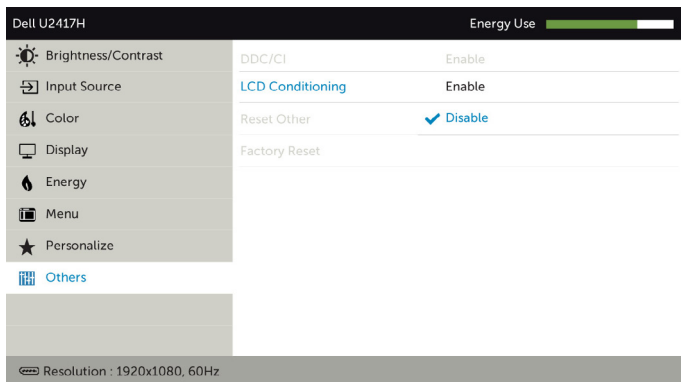 Dell U2417H Energy Use
Brightness/Contrast DDC/CI Enable
Input Source LCD Conditioning Enable
Color Reset Other Disable
Display Factory Reset
Energy
Menu
Personalize
Others
Resolution : 1920x1080, 60Hz